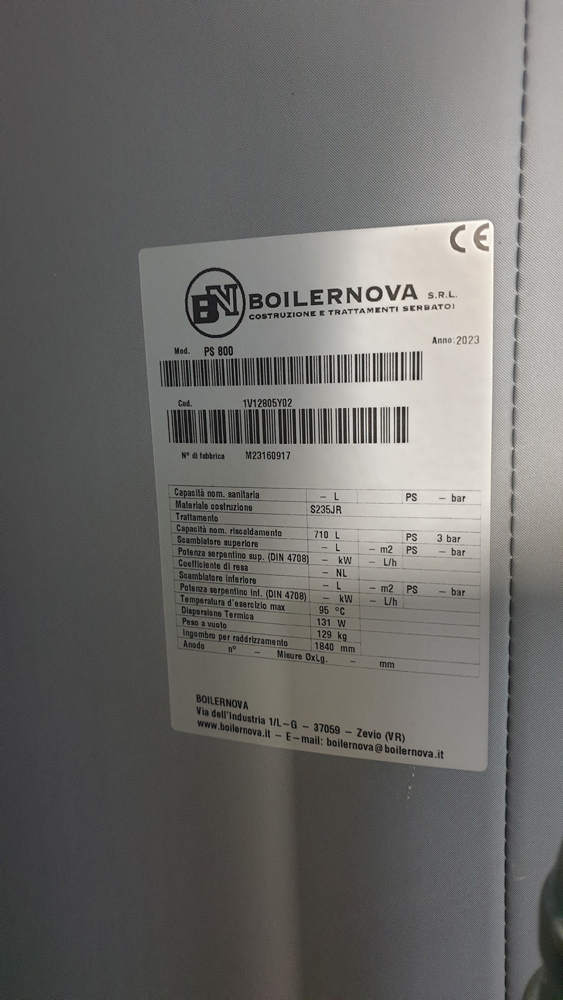 CE
BN BOILERNOVA S.R.L.
COSTRUZIONE E TRATTAMENTI SERBATOI
Anno:2023
Mod. PS 800
Cod. 1V12805Y02
N° di fabbrica M23160917
Capacità nom. sanitaria – L PS – bar
Materiale costruzione S235JR
Trattamento
Capacità nom. riscaldamento 710 L PS 3 bar
Scambiatore superiore – L – m2 PS – bar
Potenza serpentino sup. (DIN 4708) – kW – L/h
Coefficiente di resa – NL
Scambiatore inferiore – L – m2 PS – bar
Potenza serpentino inf. (DIN 4708) – kW – L/h
Temperatura d'esercizio max 95 °C
Dispersione Termica 131 W
Peso a vuoto 129 kg
Ingombro per raddrizzamento 1840 mm
Anodo n° – Misure OxLg. – mm
BOILERNOVA
Via dell'Industria 1/L–G – 37059 – Zevio (VR)
www.boilernova.it – E–mail: boilernova@boilernova.it